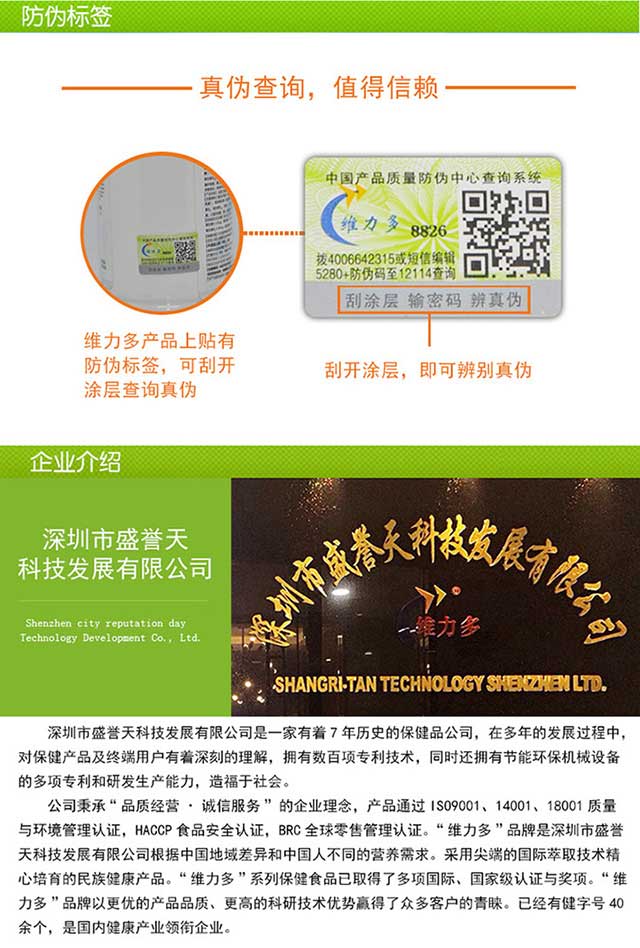 防伪标签
真伪查询，值得信赖
中国产品质量防伪中心查询系统
维力多 8826
拨4006642315或短信编辑
5280+防伪码至12114查询
刮涂层 输密码 辨真伪
维力多产品上贴有
防伪标签，可刮开
涂层查询真伪
刮开涂层，即可辨别真伪
企业介绍
深圳市盛誉天
科技发展有限公司
Shenzhen city reputation day
Technology Development Co., Ltd.
深圳市盛誉天科技发展有限公司
维力多
SHANGRI-TAN TECHNOLOGY SHENZHEN LTD.
深圳市盛誉天科技发展有限公司是一家有着 7 年历史的保健品公司，在多年的发展过程中，
对保健产品及终端用户有着深刻的理解，拥有数百项专利技术，同时还拥有节能环保机械设备
的多项专利和研发生产能力，造福于社会。
公司秉承“品质经营 · 诚信服务” 的企业理念，产品通过 ISO9001、14001、18001 质量
与环境管理认证，HACCP 食品安全认证，BRC 全球零售管理认证。“维力多”品牌是深圳市盛誉
天科技发展有限公司根据中国地域差异和中国人不同的营养需求。采用尖端的国际萃取技术精
心培育的民族健康产品。“维力多”系列保健食品已取得了多项国际、国家级认证与奖项。“维
力多”品牌以更优的产品品质、更高的科研技术优势赢得了众多客户的青睐。已经有健字号 40
余个，是国内健康产业领衔企业。